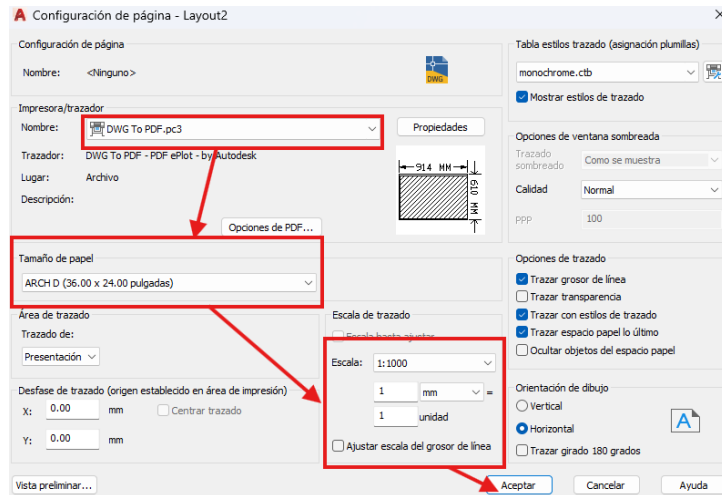 Configuración de página - Layout2
Configuración de página
Nombre: <Ninguno>
DWG
Tabla estilos trazado (asignación plumillas)
monochrome.ctb
Mostrar estilos de trazado
Impresora/trazador
Nombre: DWG To PDF.pc3 Propiedades
Trazador: DWG To PDF - PDF ePlot - by Autodesk
Lugar: Archivo
Descripción:
914 MM
610 MM
Opciones de PDF...
Opciones de ventana sombreada
Trazado sombreado Como se muestra
Calidad Normal
PPP 100
Tamaño de papel
ARCH D (36.00 x 24.00 pulgadas)
Opciones de trazado
Trazar grosor de línea
Trazar transparencia
Trazar con estilos de trazado
Trazar espacio papel lo último
Ocultar objetos del espacio papel
Área de trazado
Trazado de:
Presentación
Escala de trazado
Escala hasta ajustar
Escala: 1:1000
1 mm =
1 unidad
Ajustar escala del grosor de línea
Desfase de trazado (origen establecido en área de impresión)
X: 0.00 mm Centrar trazado
Y: 0.00 mm
Orientación de dibujo
Vertical
Horizontal
Trazar girado 180 grados
A
Vista preliminar... Aceptar Cancelar Ayuda